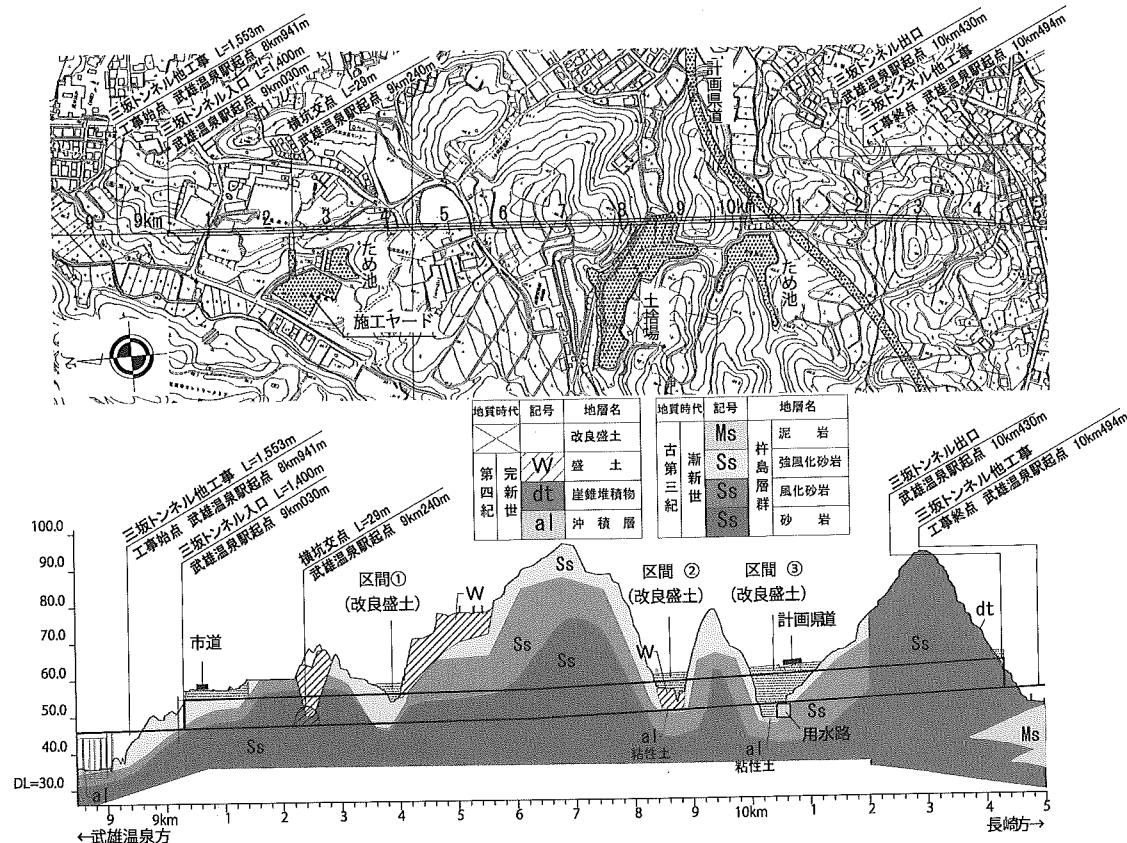 三坂トンネル他工事 L=1,553m
工事始点 武雄温泉駅起点 8km941m
三坂トンネル入口 L=1,400m
武雄温泉駅起点 9km030m
横坑交点 L=29m
武雄温泉駅起点 9km240m
三坂トンネル出口
武雄温泉駅起点 10km430m
三坂トンネル他工事
工事終点 武雄温泉駅起点 10km494m
計画県道
9 9km 1 2 3 4 5 6 7 8 9 10km 1 2 3 4 5
ため池
施工ヤード
土捨場
ため池
地質時代 記号 地層名
改良盛土
第四紀 完新世
W 盛土
dt 崖錐堆積物
al 沖積層
地質時代 記号 地層名
古第三紀 漸新世 杵島層群
Ms 泥岩
Ss 強風化砂岩
Ss 風化砂岩
Ss 砂岩
三坂トンネル他工事 L=1,553m
工事始点 武雄温泉駅起点 8km941m
三坂トンネル入口 L=1,400m
武雄温泉駅起点 9km030m
横坑交点 L=29m
武雄温泉駅起点 9km240m
三坂トンネル出口
武雄温泉駅起点 10km430m
三坂トンネル他工事
工事終点 武雄温泉駅起点 10km494m
100.0
90.0
80.0
70.0
60.0
50.0
40.0
DL=30.0
市道
区間①
(改良盛土)
W
Ss
区間②
(改良盛土)
区間③
(改良盛土)
計画県道
dt
W
Ss
Ss
Ss
Ss
Ss
al
粘性土
al
粘性土
用水路
Ms
al
9 9km 1 2 3 4 5 6 7 8 9 10km 1 2 3 4 5
←武雄温泉方
長崎方→